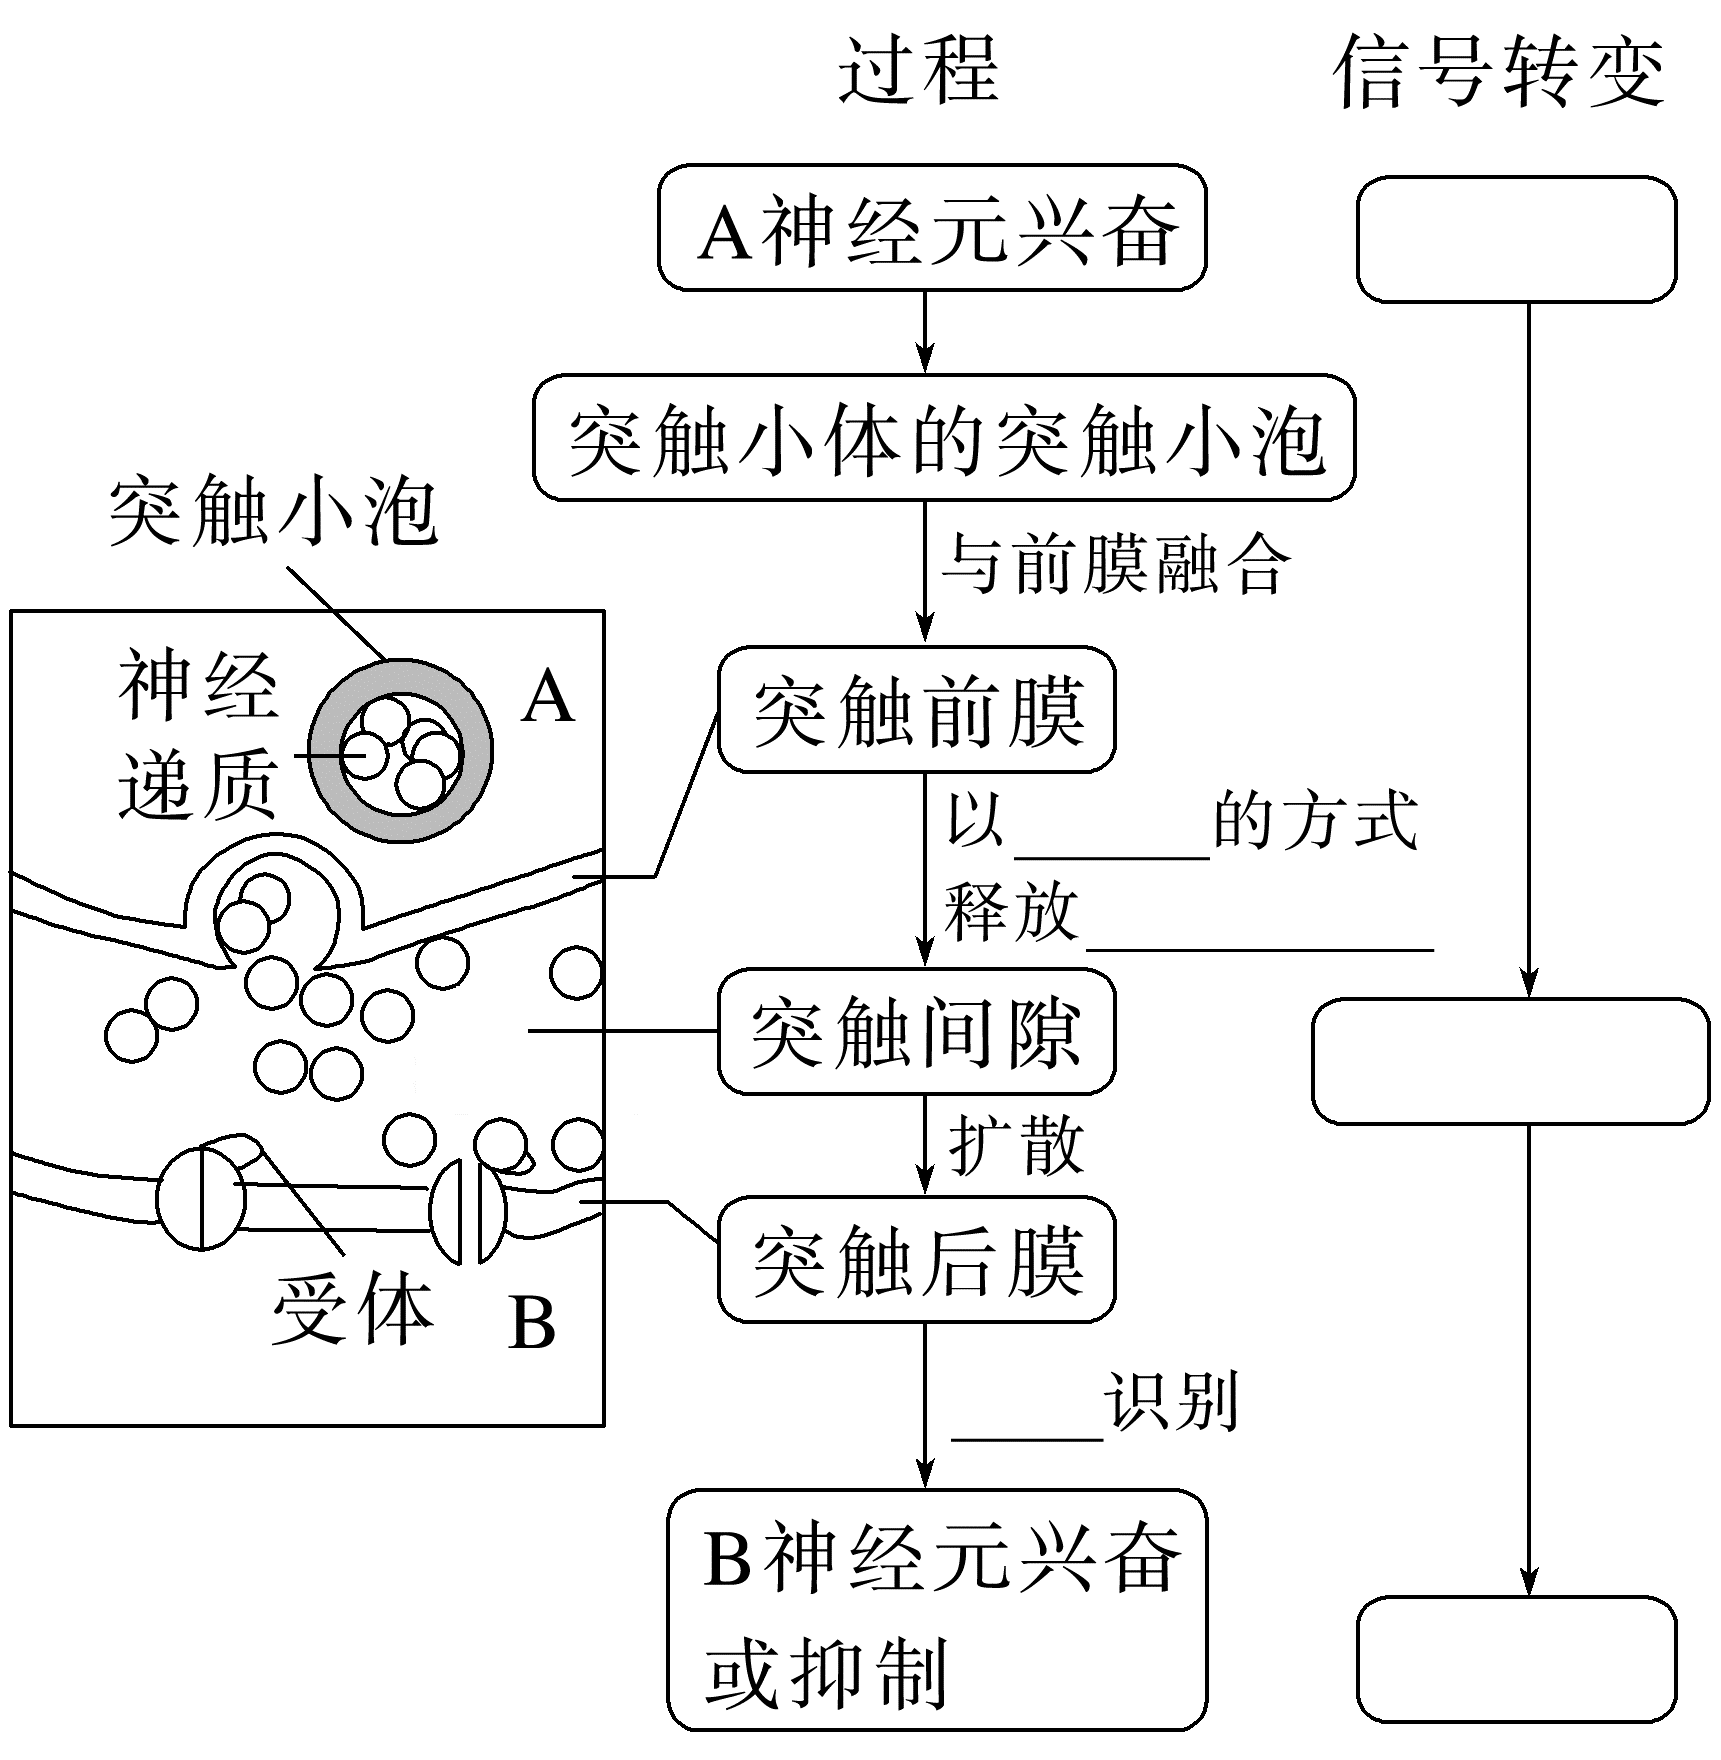 过程
信号转变
A神经元兴奋
突触小体的突触小泡
与前膜融合
突触前膜
以______的方式
释放__________
突触间隙
扩散
突触后膜
_____识别
B神经元兴奋
或抑制
突触小泡
神经
递质
A
受体
B